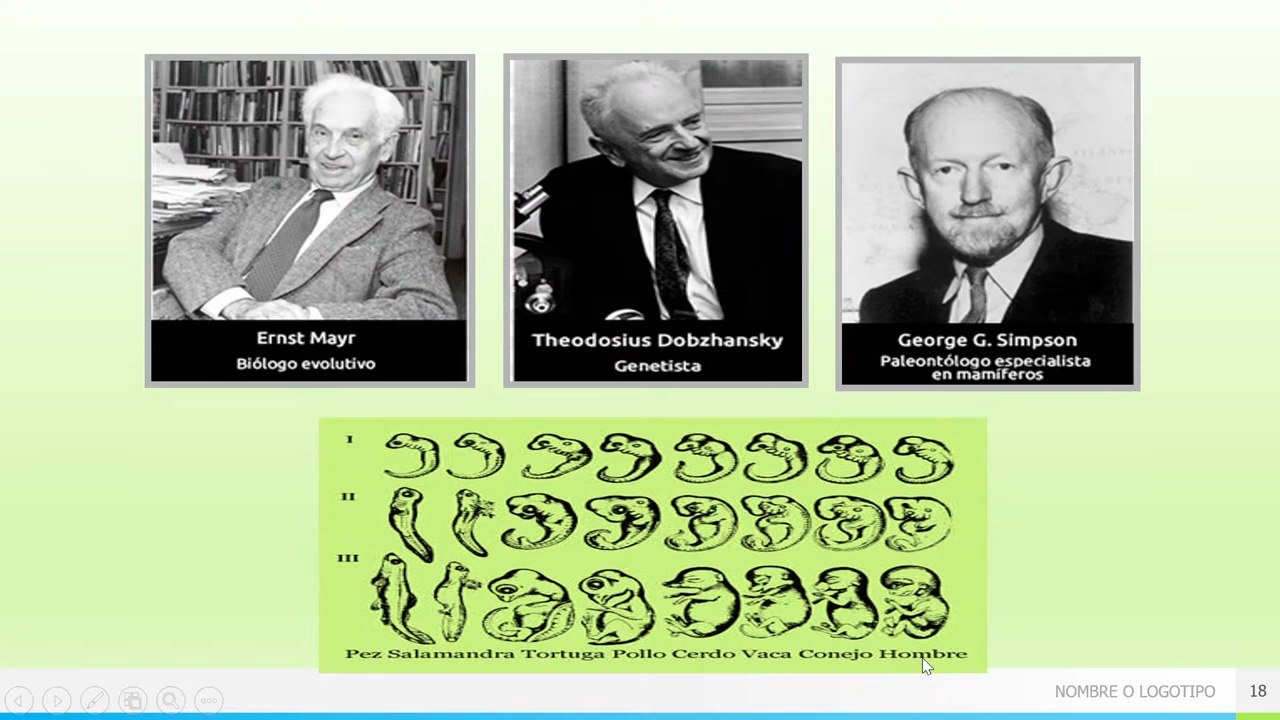 Ernst Mayr
Biólogo evolutivo
Theodosius Dobzhansky
Genetista
George G. Simpson
Paleontólogo especialista
en mamíferos
I
II
III
Pez Salamandra Tortuga Pollo Cerdo Vaca Conejo Hombre
NOMBRE O LOGOTIPO
18